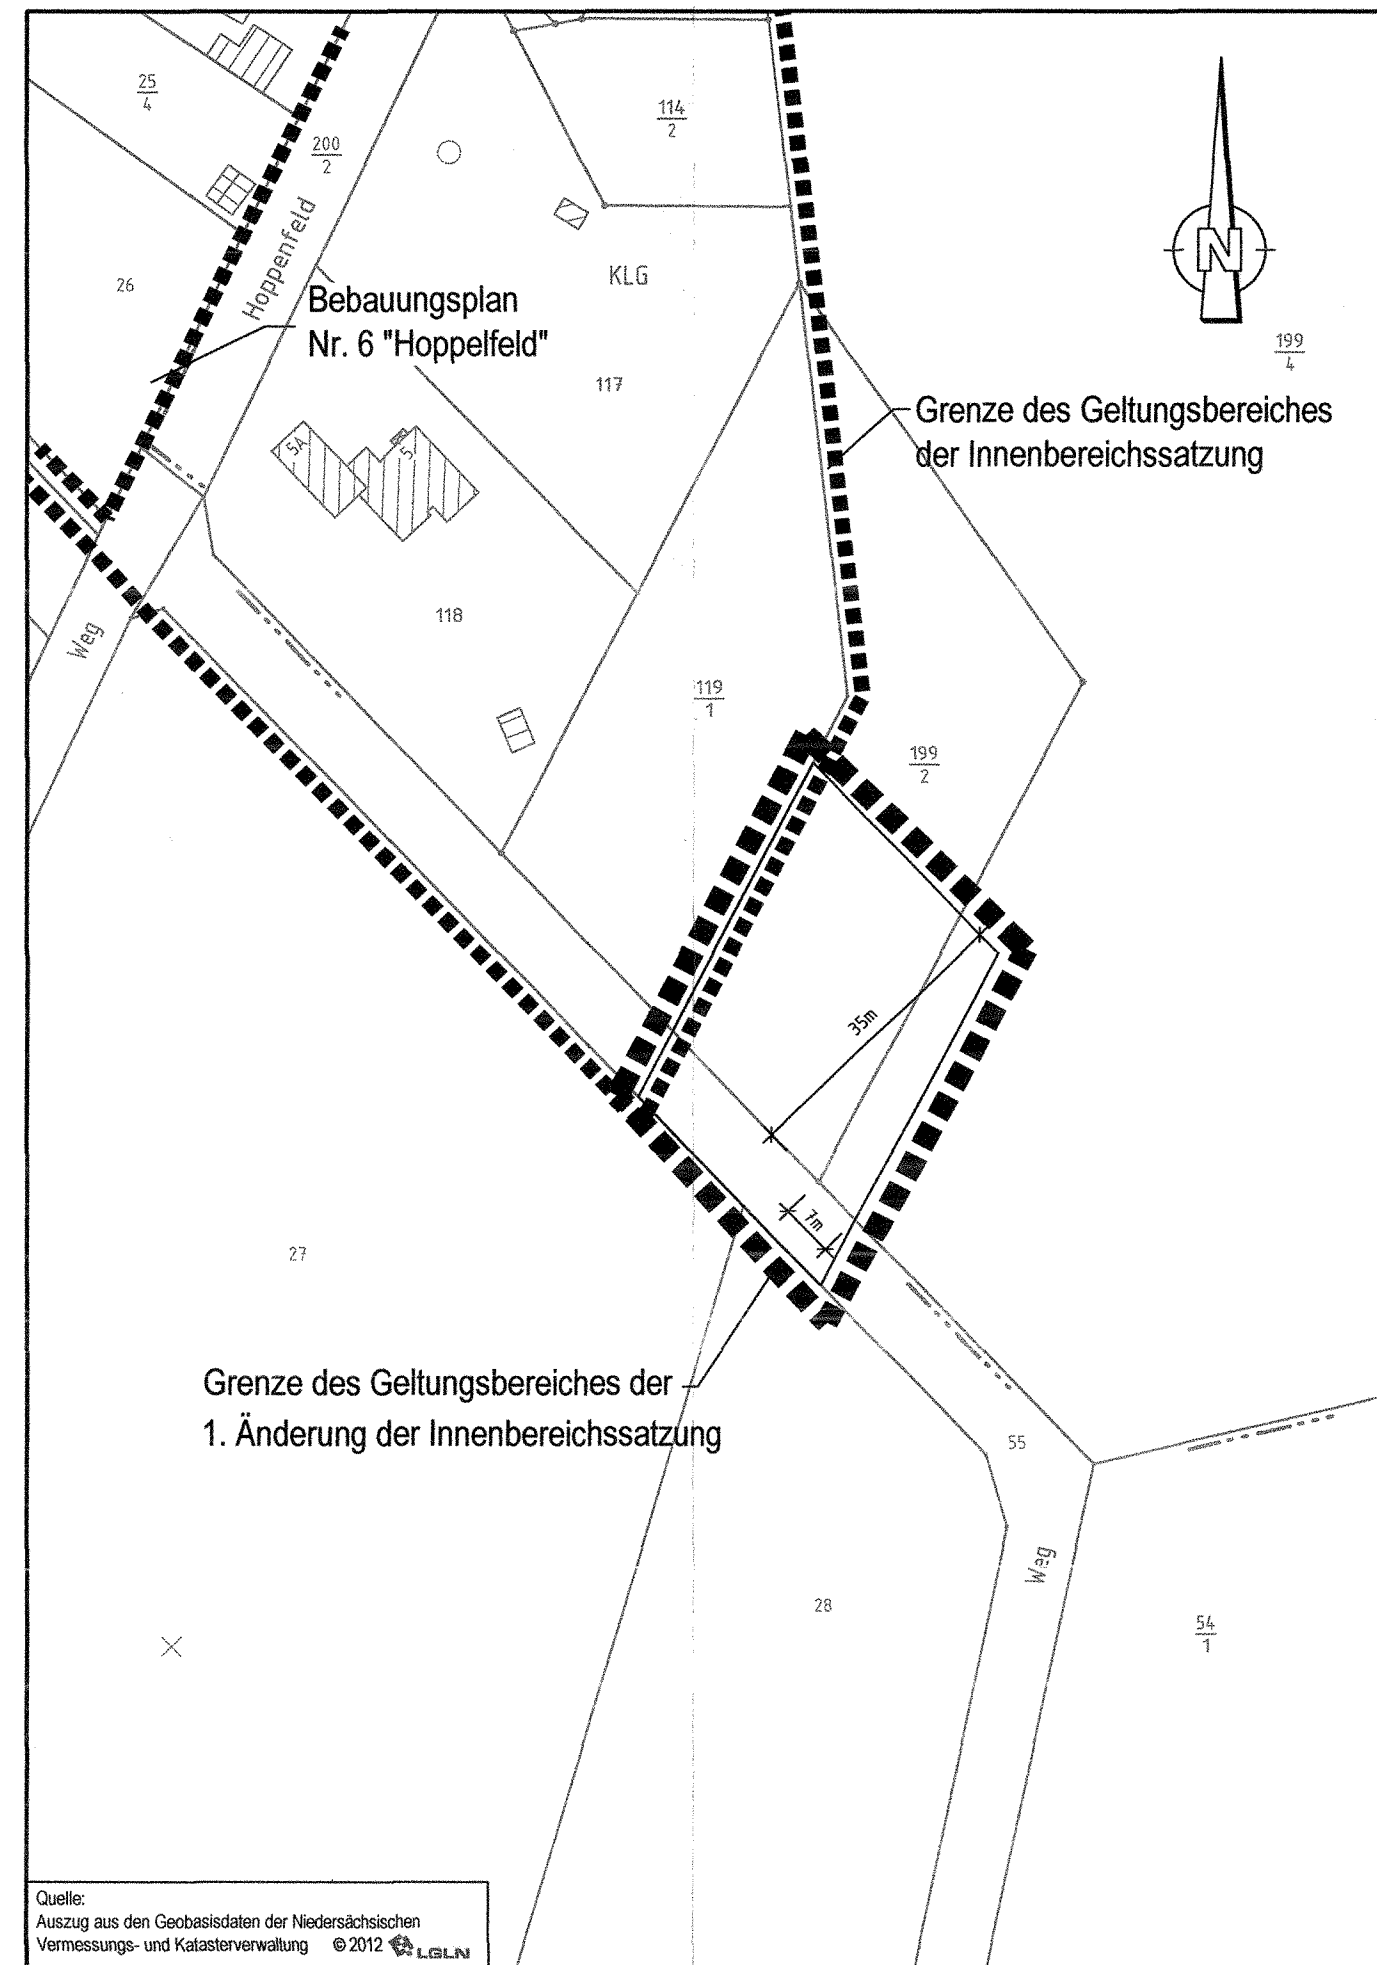 25
4
114
2
200
2
Hoppenfeld
KLG
N
26
Bebauungsplan
Nr. 6 "Hoppelfeld"
199
4
117
Grenze des Geltungsbereiches
der Innenbereichssatzung
5A
5
118
Weg
119
1
199
2
35m
7m
27
Grenze des Geltungsbereiches der
1. Änderung der Innenbereichssatzung
55
Weg
28
54
1
Quelle:
Auszug aus den Geobasisdaten der Niedersächsischen
Vermessungs- und Katasterverwaltung © 2012 LGLN